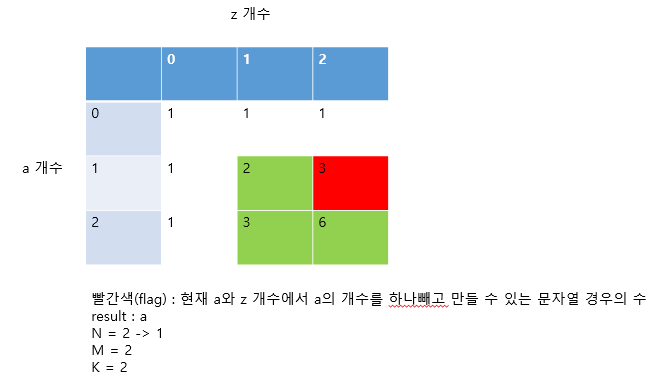 z 개수
0 1 2
0 1 1 1
a 개수 1 1 2 3
2 1 3 6
빨간색(flag) : 현재 a와 z 개수에서 a의 개수를 하나빼고 만들 수 있는 문자열 경우의 수
result : a
N = 2 -> 1
M = 2
K = 2